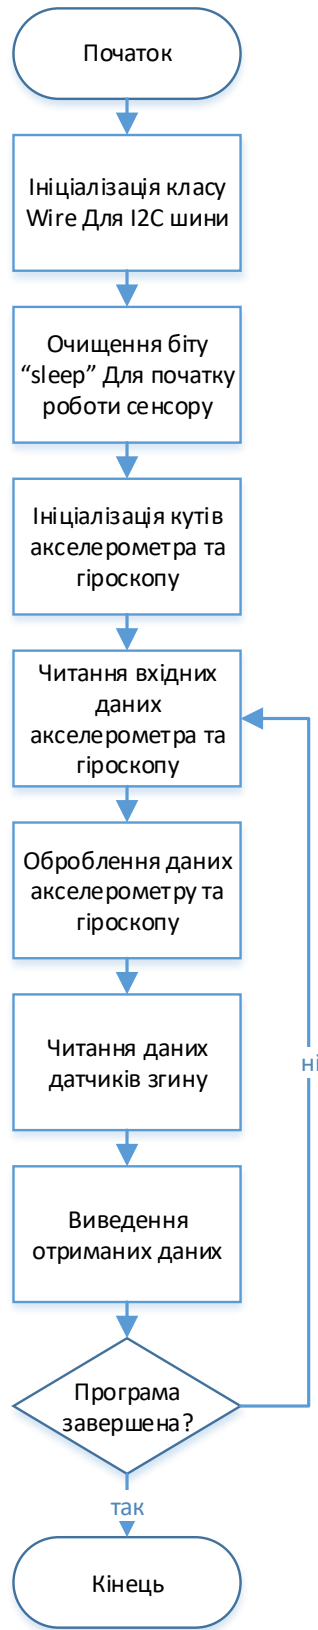 Початок
Ініціалізація класу
Wire Для I2C шини
Очищення біту
“sleep” Для початку
роботи сенсору
Ініціалізація кутів
акселерометра та
гіроскопу
Читання вхідних
даних
акселерометра та
гіроскопу
Оброблення даних
акселерометру та
гіроскопу
Читання даних
датчиків згину
ні
Виведення
отриманих даних
Програма
завершена?
так
Кінець